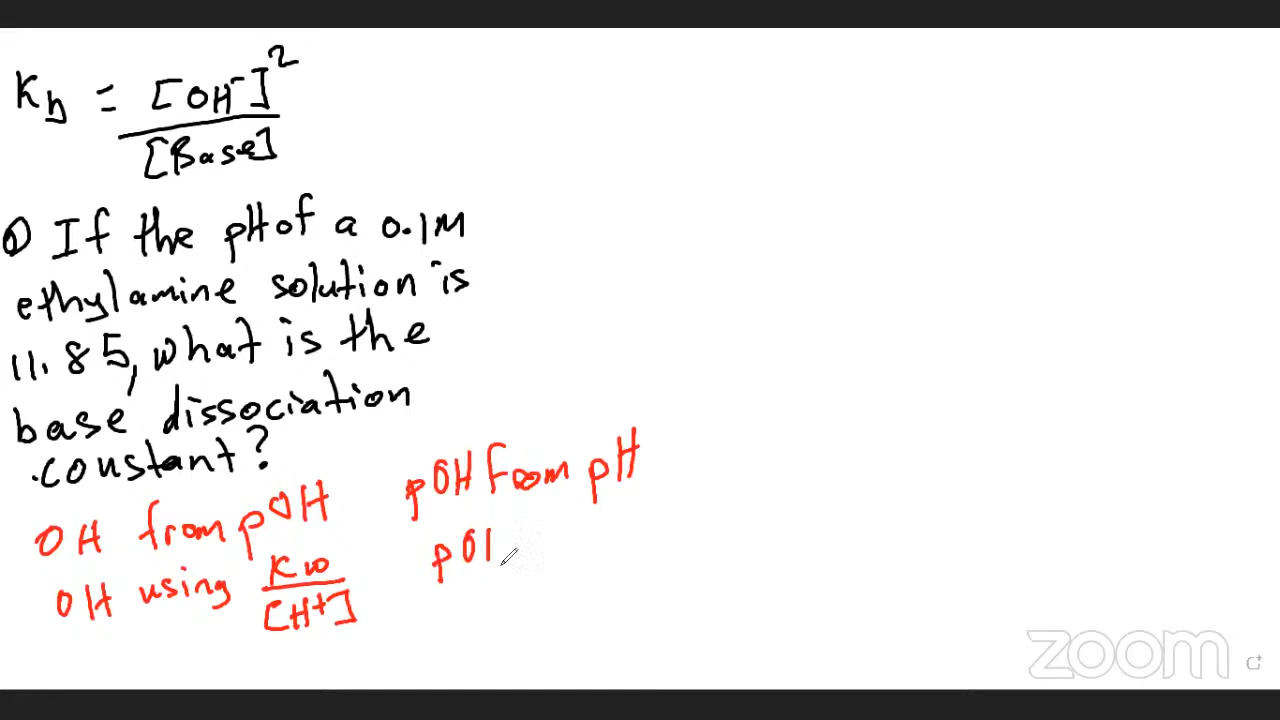 Kb = [OH⁻]²
[Base]
① If the pH of a 0.1M
ethylamine solution is
11.85, what is the
base dissociation
constant?
OH from pOH
pOH from pH
OH using Kw
[H+]
pOH
zoom